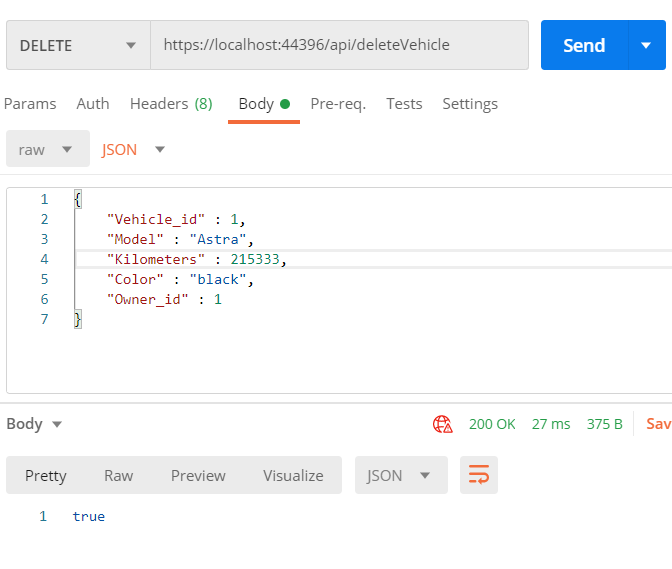 DELETE https://localhost:44396/api/deleteVehicle Send
Params Auth Headers (8) Body Pre-req. Tests Settings
raw JSON
1 {
2 "Vehicle_id" : 1,
3 "Model" : "Astra",
4 "Kilometers" : 215333,
5 "Color" : "black",
6 "Owner_id" : 1
7 }
Body 200 OK 27 ms 375 B Sav
Pretty Raw Preview Visualize JSON
1 true